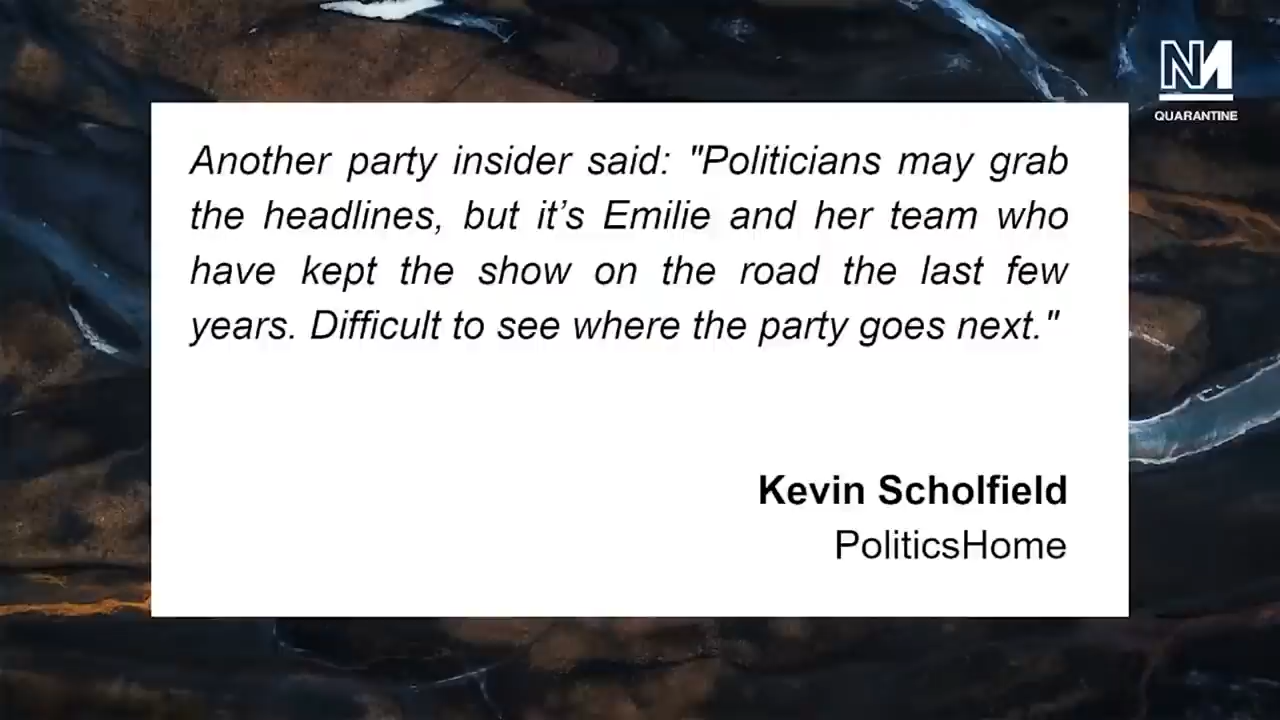 NM
QUARANTINE
Another party insider said: "Politicians may grab
the headlines, but it’s Emilie and her team who
have kept the show on the road the last few
years. Difficult to see where the party goes next."
Kevin Scholfield
PoliticsHome